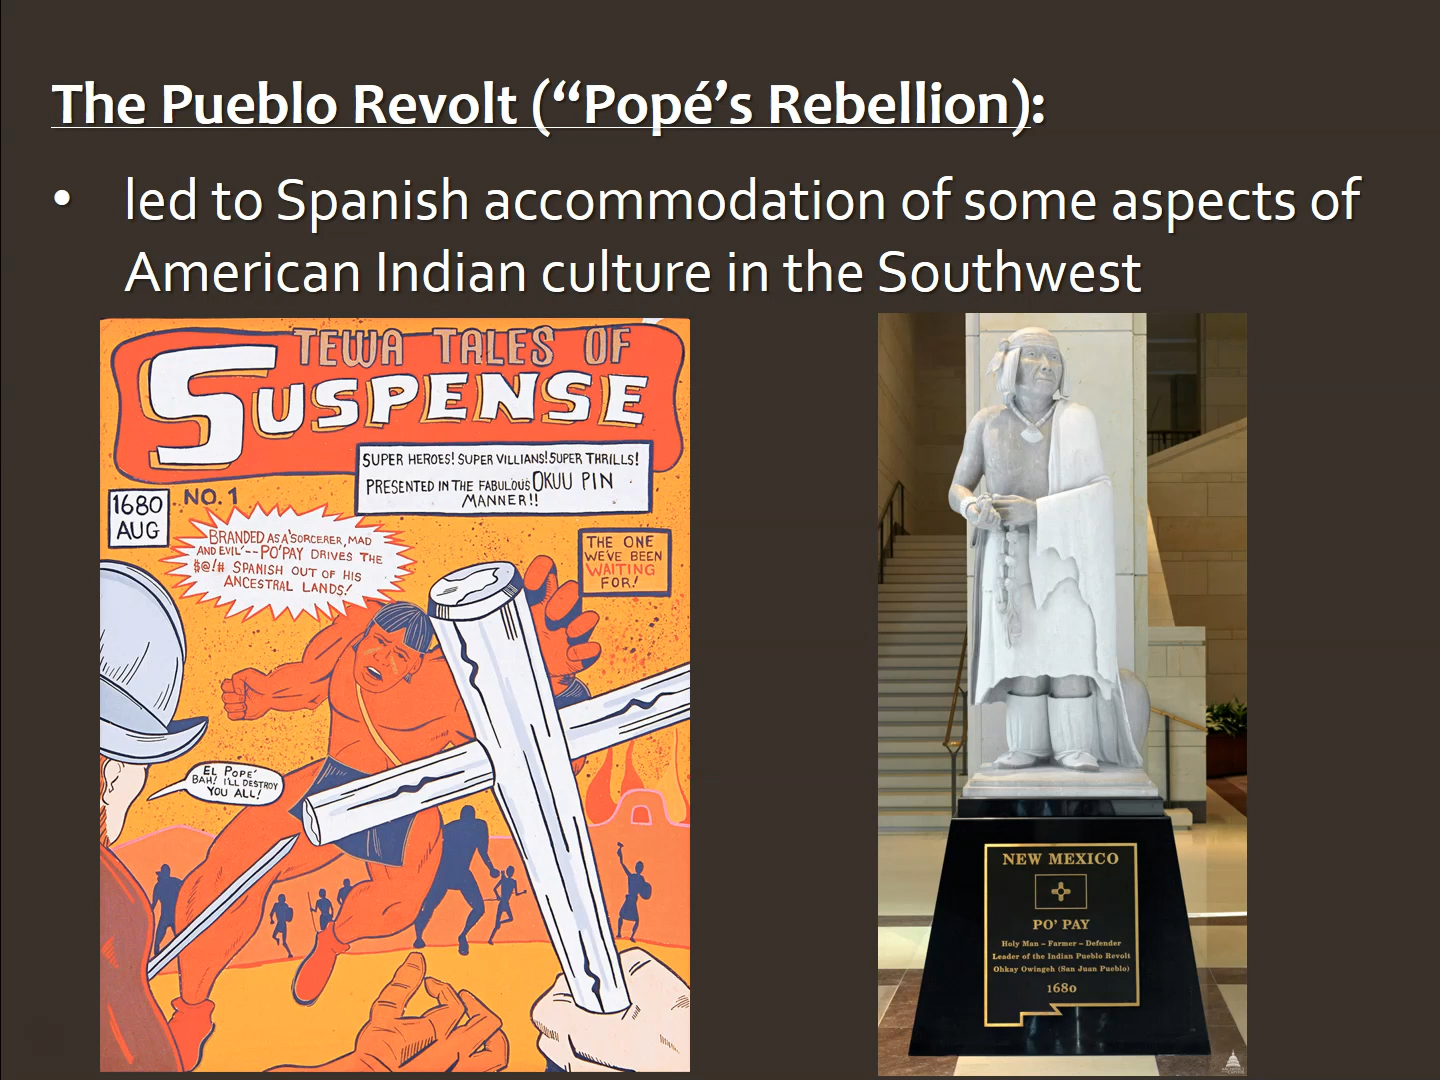 The Pueblo Revolt (“Popé’s Rebellion):
• led to Spanish accommodation of some aspects of
American Indian culture in the Southwest
TEWA TALES OF
SUSPENSE
SUPER HEROES! SUPER VILLIANS! SUPER THRILLS!
PRESENTED IN THE FABULOUS OKUU PIN
MANNER!!
1680
AUG
NO. 1
BRANDED AS A 'SORCERER, MAD
AND EVIL'-- PO'PAY DRIVES THE
$@!# SPANISH OUT OF HIS
ANCESTRAL LANDS!
THE ONE
WE'VE BEEN
WAITING
FOR!
EL POPE'
BAH! I'LL DESTROY
YOU ALL!
NEW MEXICO
PO' PAY
Holy Man – Farmer – Defender
Leader of the Indian Pueblo Revolt
Ohkay Owingeh (San Juan Pueblo)
1680